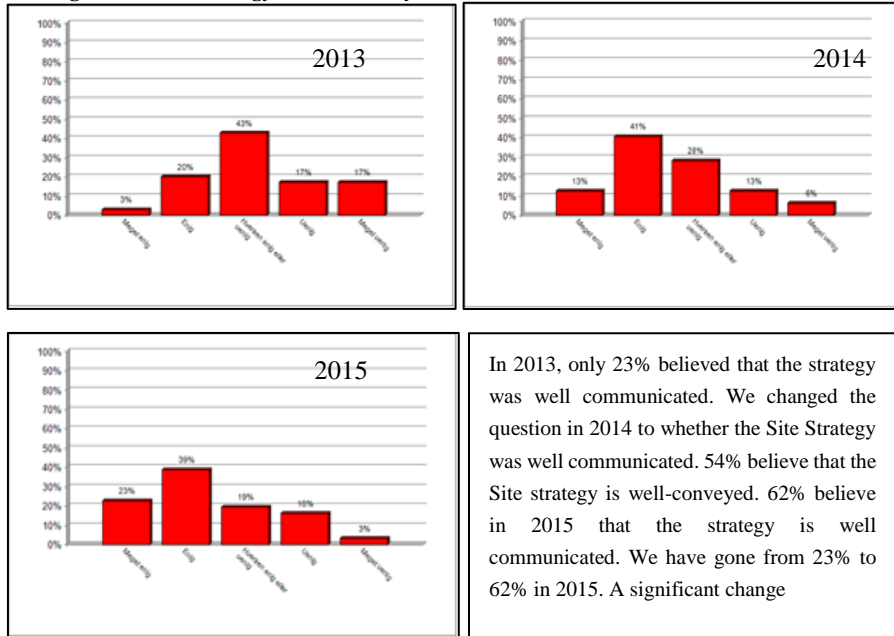 100%
90%
80%
70%
60%
50%
40%
30%
20%
10%
0%
2013
3%
20%
43%
17%
17%
Meget enig
Enig
Hverken enig eller
uenig
Uenig
Meget uenig
100%
90%
80%
70%
60%
50%
40%
30%
20%
10%
0%
2014
13%
41%
28%
13%
6%
Meget enig
Enig
Hverken enig eller
uenig
Uenig
Meget uenig
100%
90%
80%
70%
60%
50%
40%
30%
20%
10%
0%
2015
23%
39%
19%
16%
3%
Meget enig
Enig
Hverken enig eller
uenig
Uenig
Meget uenig
In 2013, only 23% believed that the strategy
was well communicated. We changed the
question in 2014 to whether the Site Strategy
was well communicated. 54% believe that the
Site strategy is well-conveyed. 62% believe
in 2015 that the strategy is well
communicated. We have gone from 23% to
62% in 2015. A significant change